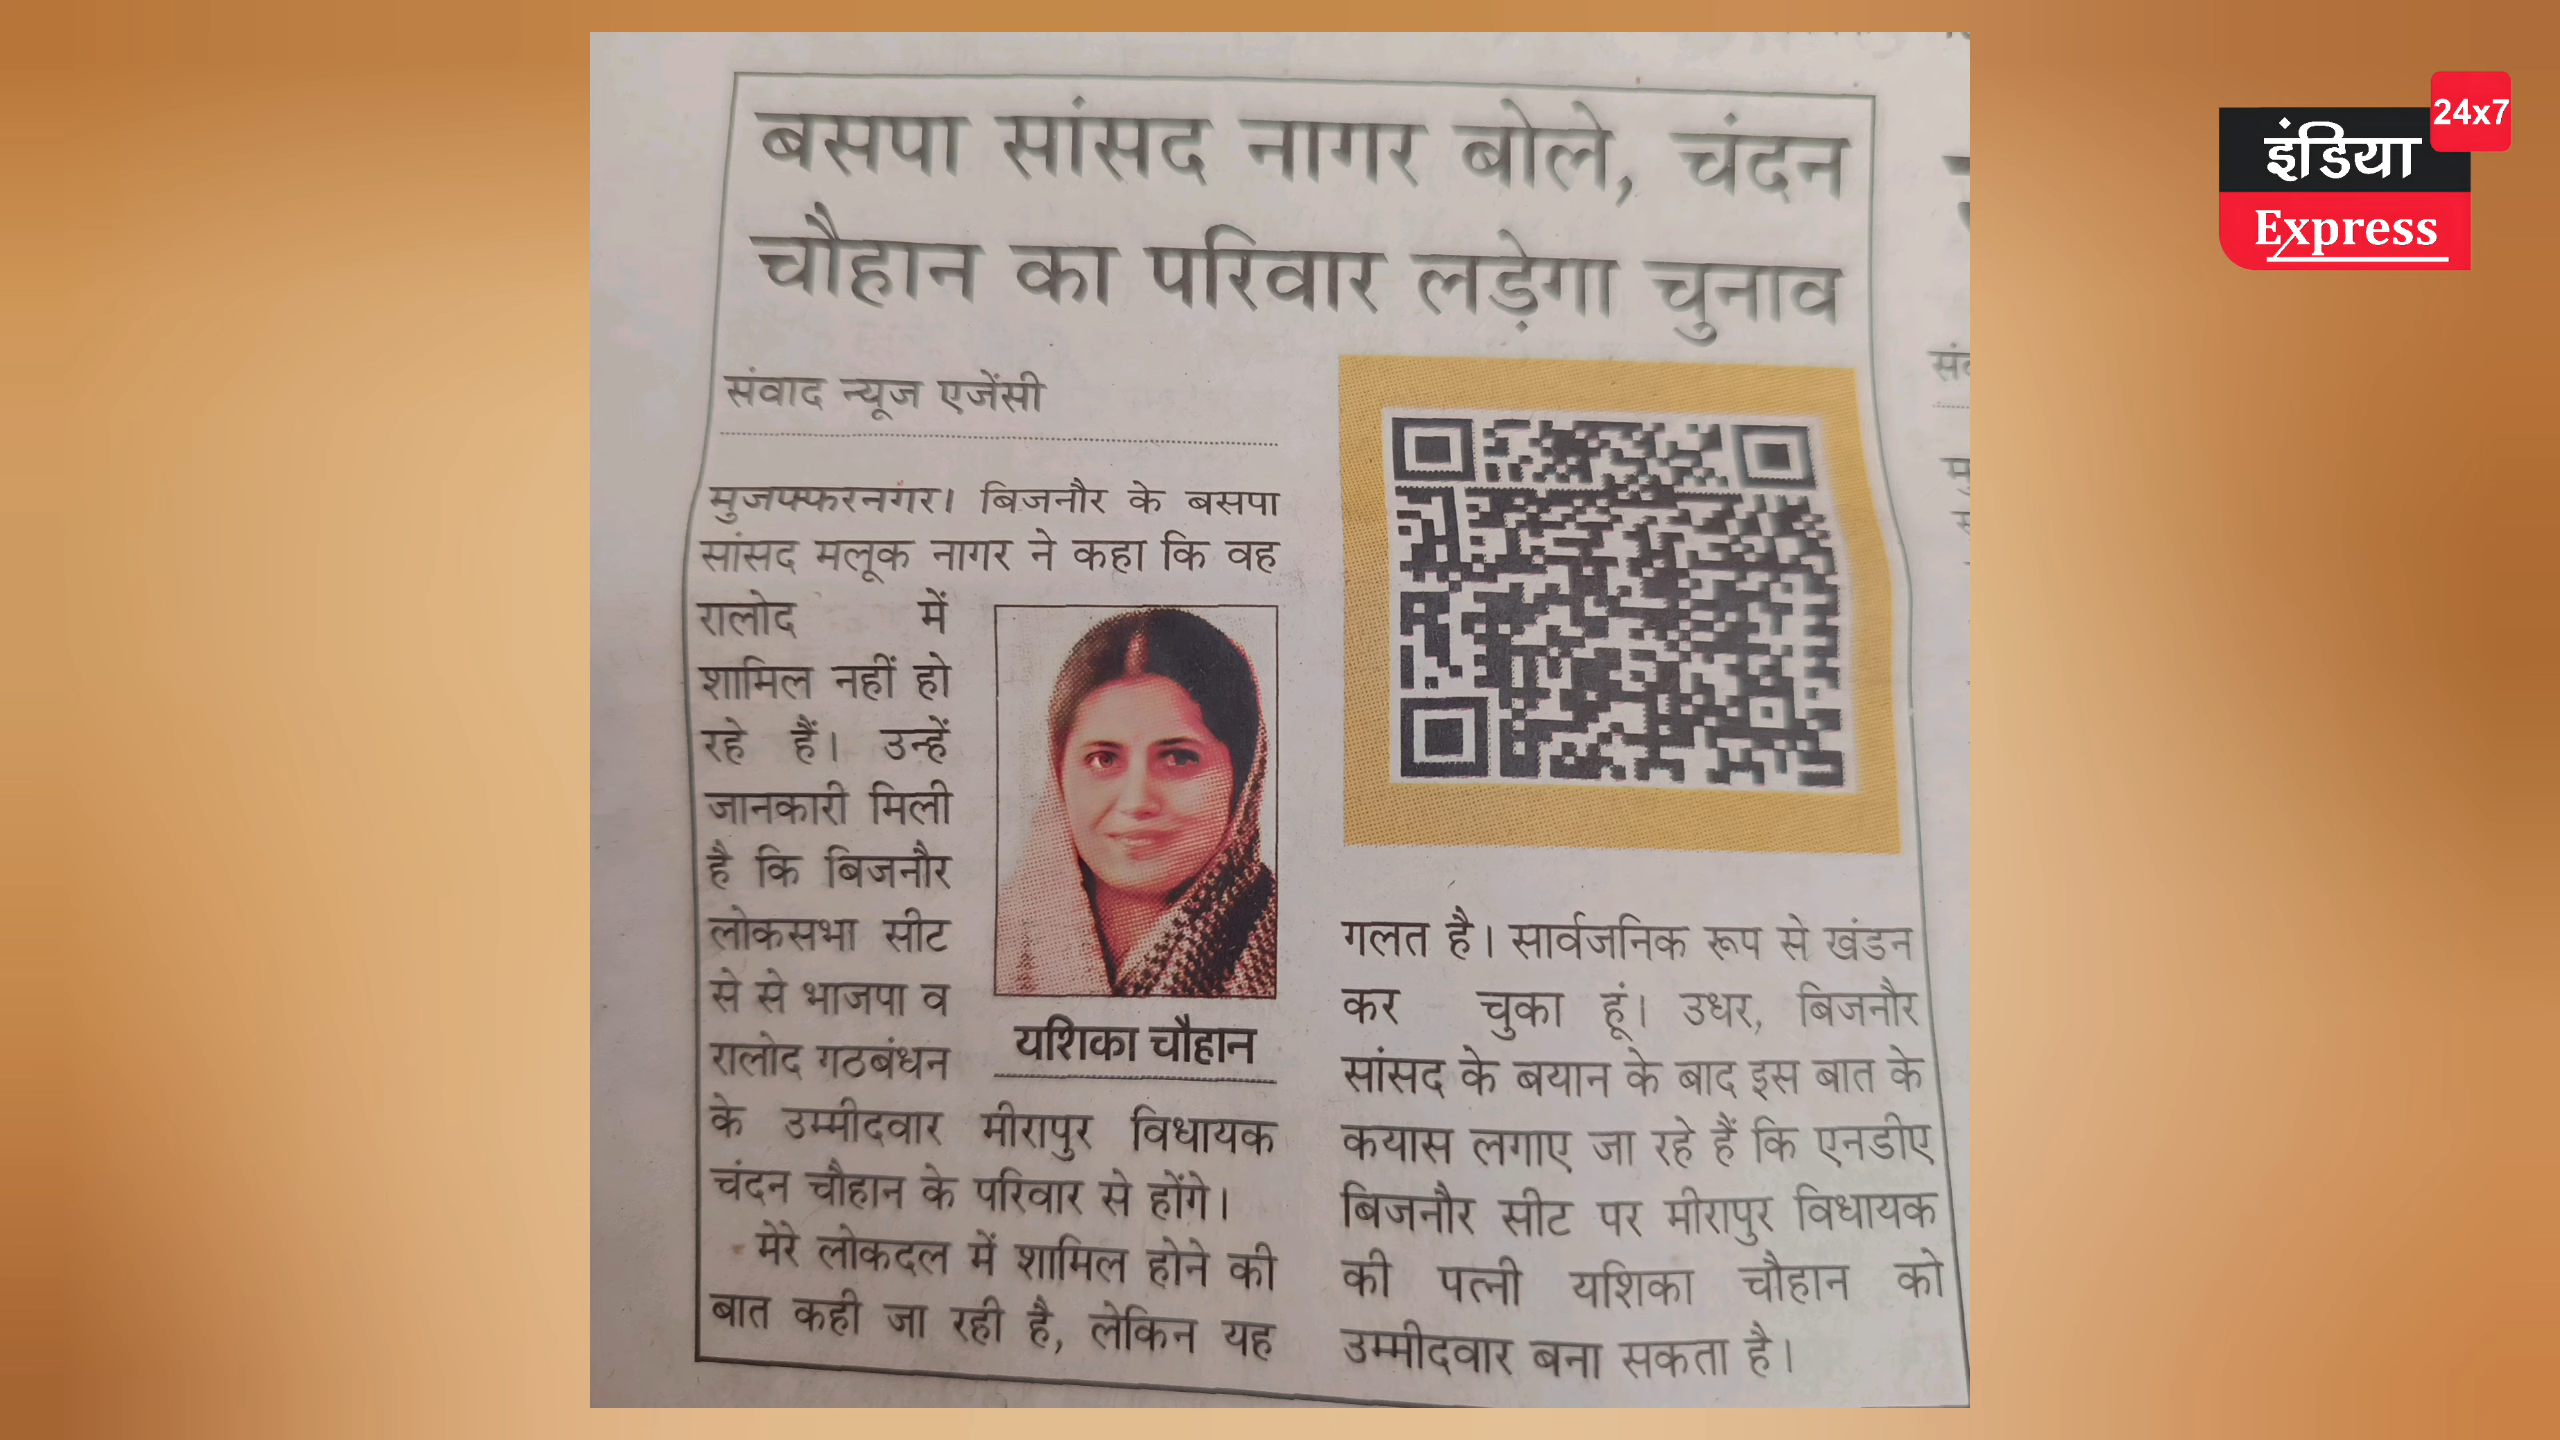 बसपा सांसद नागर बोले, चंदन
चौहान का परिवार लड़ेगा चुनाव
संवाद न्यूज एजेंसी
मुजफ्फरनगर। बिजनौर के बसपा
सांसद मलूक नागर ने कहा कि वह
रालोद में
शामिल नहीं हो
रहे हैं। उन्हें
जानकारी मिली
है कि बिजनौर
लोकसभा सीट
से से भाजपा व
रालोद गठबंधन
के उम्मीदवार मीरापुर विधायक
चंदन चौहान के परिवार से होंगे।
मेरे लोकदल में शामिल होने की
बात कही जा रही है, लेकिन यह
यशिका चौहान
गलत है। सार्वजनिक रूप से खंडन
कर चुका हूं। उधर, बिजनौर
सांसद के बयान के बाद इस बात के
कयास लगाए जा रहे हैं कि एनडीए
बिजनौर सीट पर मीरापुर विधायक
की पत्नी यशिका चौहान को
उम्मीदवार बना सकता है।
24x7
इंडिया
Express